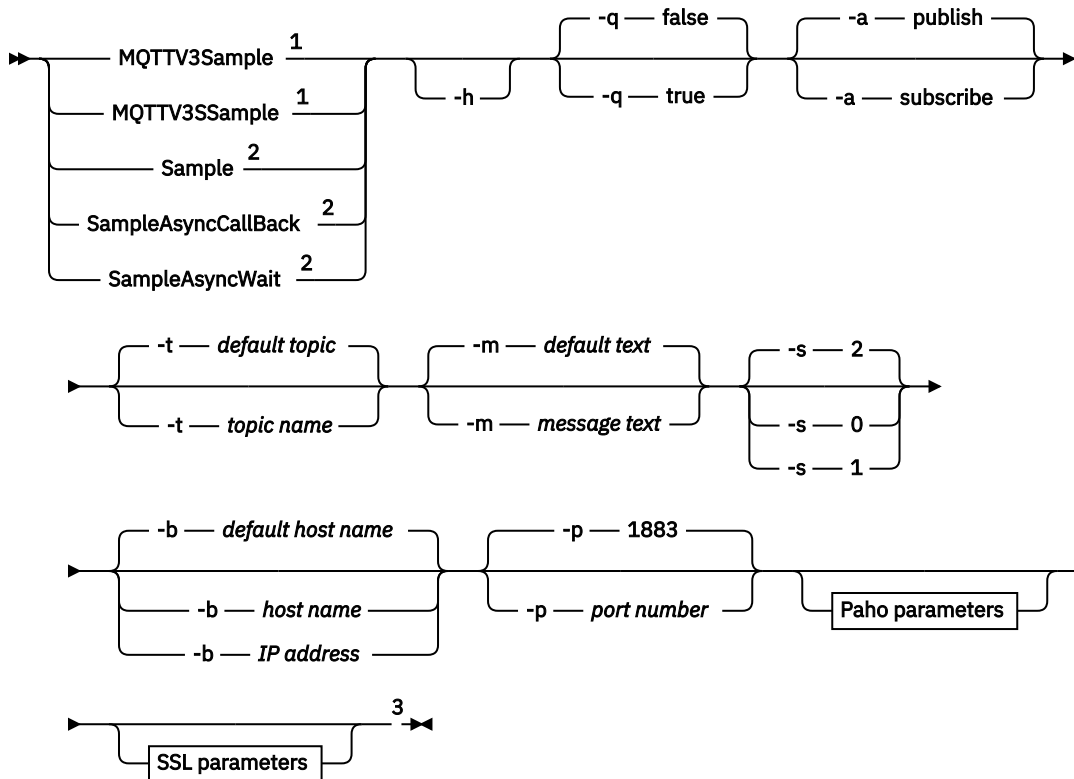 -q false -a publish
MQTTV3Sample 1
-h -q true -a subscribe
MQTTV3SSample 1
Sample 2
SampleAsyncCallBack 2
SampleAsyncWait 2
-t default topic -m default text -s 2
-t topic name -m message text -s 0
-s 1
-b default host name -p 1883
-b host name -p port number Paho parameters
-b IP address
3
SSL parameters